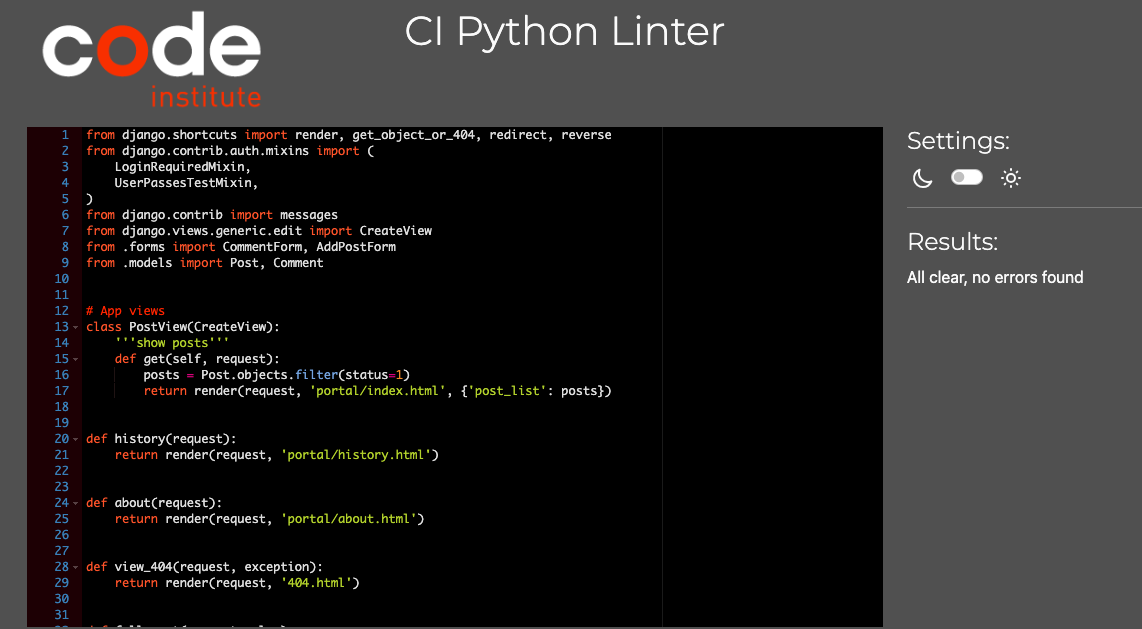 code
institute
CI Python Linter
1 from django.shortcuts import render, get_object_or_404, redirect, reverse
2 from django.contrib.auth.mixins import (
3     LoginRequiredMixin,
4     UserPassesTestMixin,
5 )
6 from django.contrib import messages
7 from django.views.generic.edit import CreateView
8 from .forms import CommentForm, AddPostForm
9 from .models import Post, Comment
10
11
12 # App views
13 class PostView(CreateView):
14     '''show posts'''
15     def get(self, request):
16         posts = Post.objects.filter(status=1)
17         return render(request, 'portal/index.html', {'post_list': posts})
18
19
20 def history(request):
21     return render(request, 'portal/history.html')
22
23
24 def about(request):
25     return render(request, 'portal/about.html')
26
27
28 def view_404(request, exception):
29     return render(request, '404.html')
30
31
Settings:
Results:
All clear, no errors found